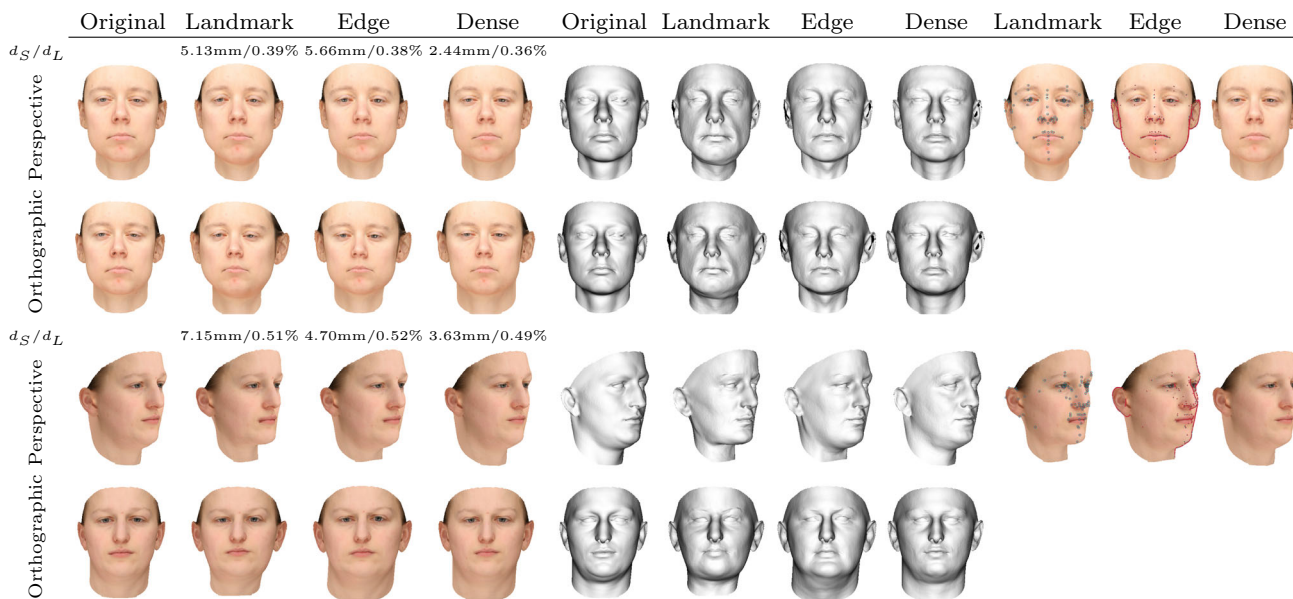 Original Landmark Edge Dense Original Landmark Edge Dense Landmark Edge Dense
d_S/d_L 5.13mm/0.39% 5.66mm/0.38% 2.44mm/0.36%
Perspective
Orthographic
d_S/d_L 7.15mm/0.51% 4.70mm/0.52% 3.63mm/0.49%
Perspective
Orthographic